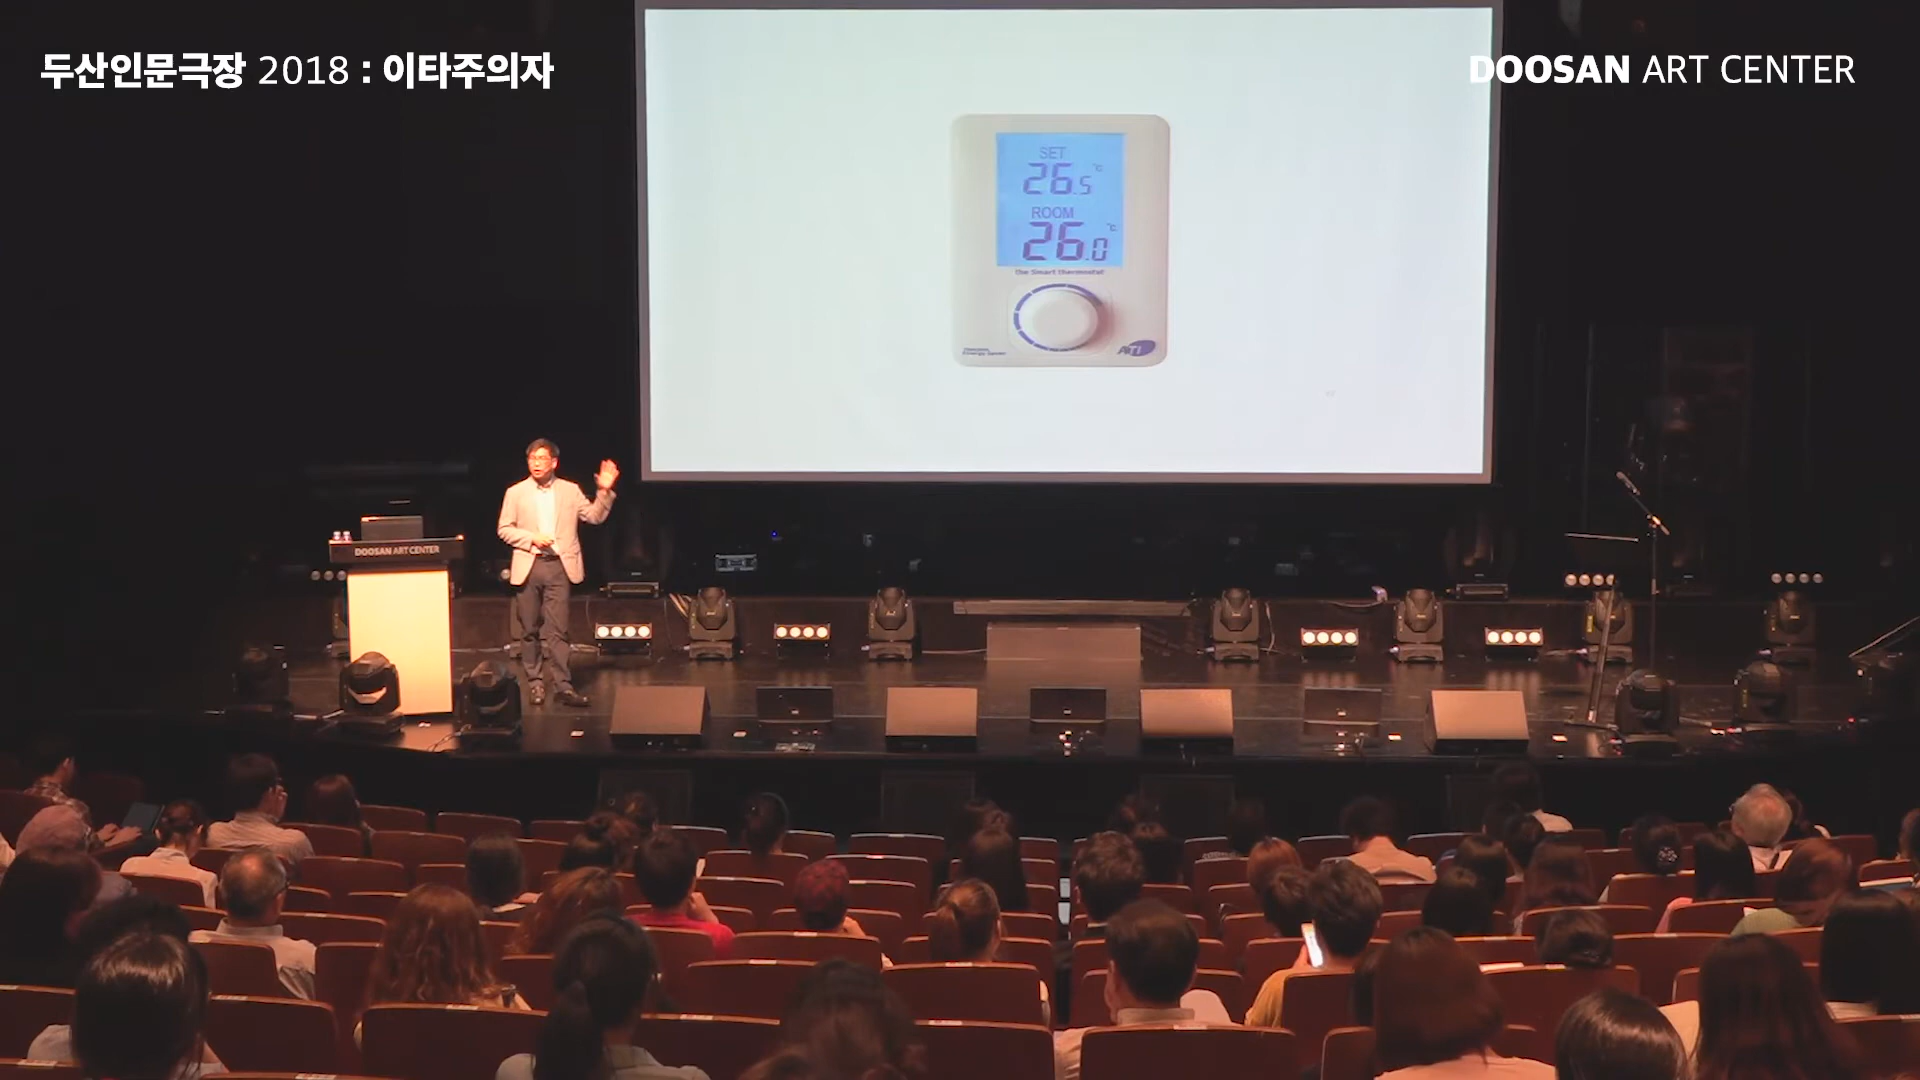 두산인문극장 2018 : 이타주의자
DOOSAN ART CENTER
SET
26.5 °C
ROOM
26.0 °C
the Smart thermostat
ATI
DOOSAN ART CENTER